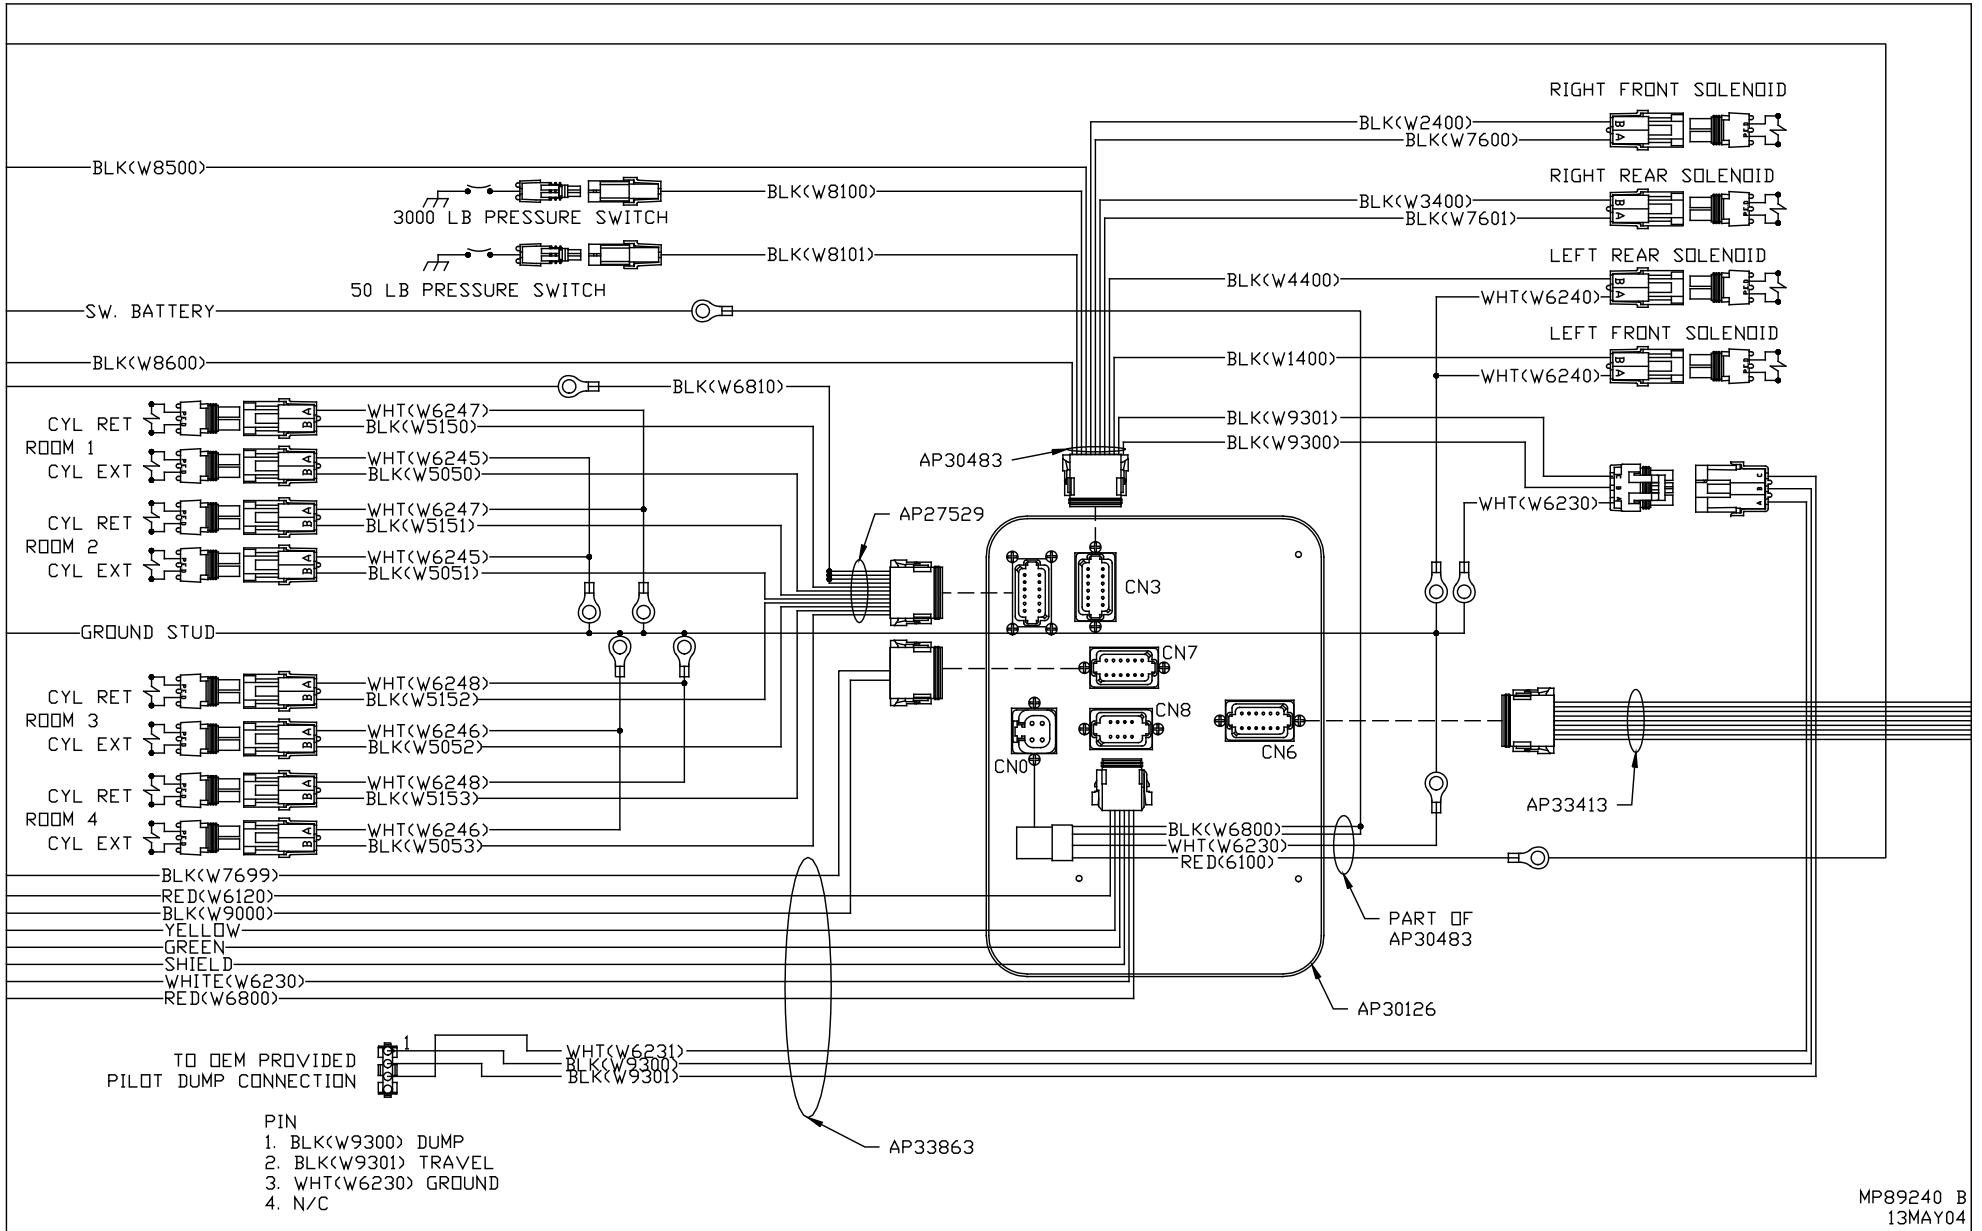 RIGHT FRONT SOLENOID
BLK(W2400)
BLK(W7600)
B
A
BLK(W8500)
RIGHT REAR SOLENOID
BLK(W8100)
3000 LB PRESSURE SWITCH
BLK(W3400)
BLK(W7601)
B
A
BLK(W8101)
50 LB PRESSURE SWITCH
LEFT REAR SOLENOID
BLK(W4400)
WHT(W6240)
B
A
SW. BATTERY
LEFT FRONT SOLENOID
BLK(W8600)
BLK(W1400)
WHT(W6240)
B
A
BLK(W6810)
CYL RET
WHT(W6247)
BLK(W5150)
A
B
ROOM 1
CYL EXT
WHT(W6245)
BLK(W5050)
A
B
BLK(W9301)
BLK(W9300)
AP30483
CYL RET
WHT(W6247)
BLK(W5151)
A
B
ROOM 2
CYL EXT
WHT(W6245)
BLK(W5051)
A
B
AP27529
WHT(W6230)
C
B
A
CN3
GROUND STUD
CN7
CYL RET
WHT(W6248)
BLK(W5152)
A
B
ROOM 3
CYL EXT
WHT(W6246)
BLK(W5052)
A
B
CN8
CN6
CN0
CYL RET
WHT(W6248)
BLK(W5153)
A
B
ROOM 4
CYL EXT
WHT(W6246)
BLK(W5053)
A
B
AP33413
BLK(W6800)
WHT(W6230)
RED(6100)
BLK(W7699)
RED(W6120)
BLK(W9000)
YELLOW
GREEN
SHIELD
WHITE(W6230)
RED(W6800)
PART OF
AP30483
AP30126
1
TO OEM PROVIDED
PILOT DUMP CONNECTION
WHT(W6231)
BLK(W9300)
BLK(W9301)
PIN
1. BLK(W9300) DUMP
2. BLK(W9301) TRAVEL
3. WHT(W6230) GROUND
4. N/C
AP33863
MP89240 B
13MAY04